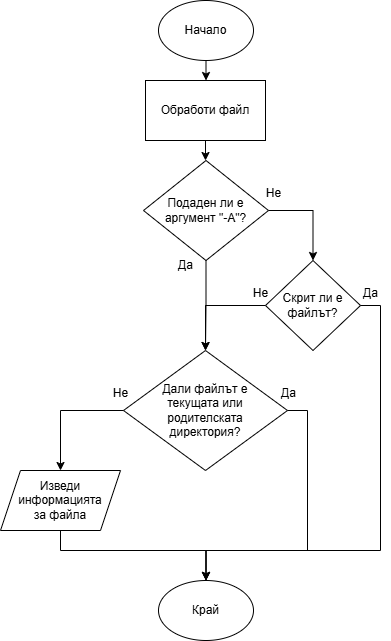 Начало
Обработи файл
Подаден ли е
аргумент "-A"?
Не
Да
Скрит ли е
файлът?
Не
Да
Дали файлът е
текущата или
родителската
директория?
Не
Да
Изведи
информацията
за файла
Край